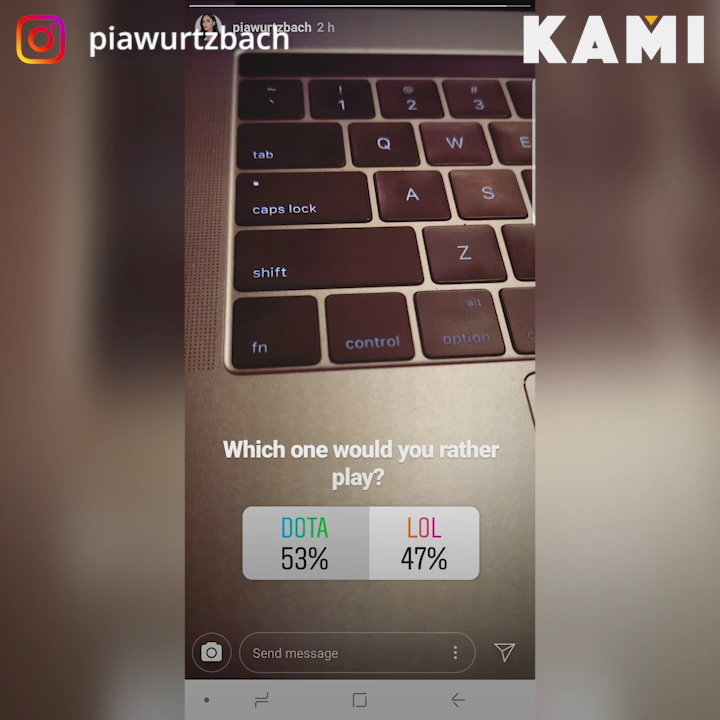 piawurtzbach
KAMI
piawurtzbach 2 h
~ ! @ #
` 1 2 3
tab Q W E
caps lock A S
shift Z
alt
fn control option
Which one would you rather
play?
DOTA LOL
53% 47%
Send message